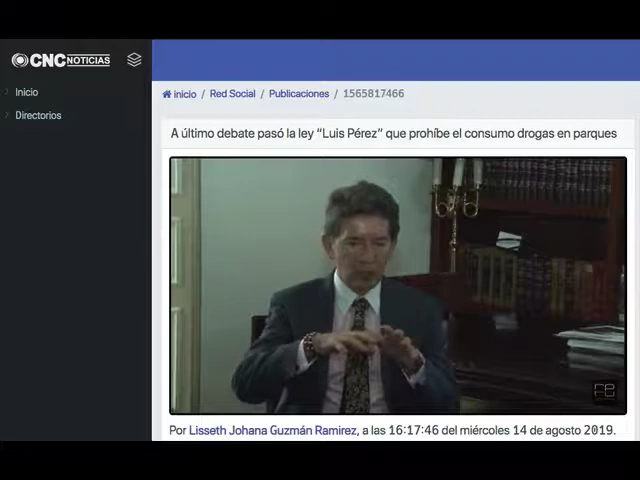 CNC NOTICIAS
Inicio
Directorios
inicio / Red Social / Publicaciones / 1565817466
A último debate pasó la ley “Luis Pérez” que prohíbe el consumo drogas en parques
Por Lisseth Johana Guzmán Ramirez, a las 16:17:46 del miércoles 14 de agosto 2019.